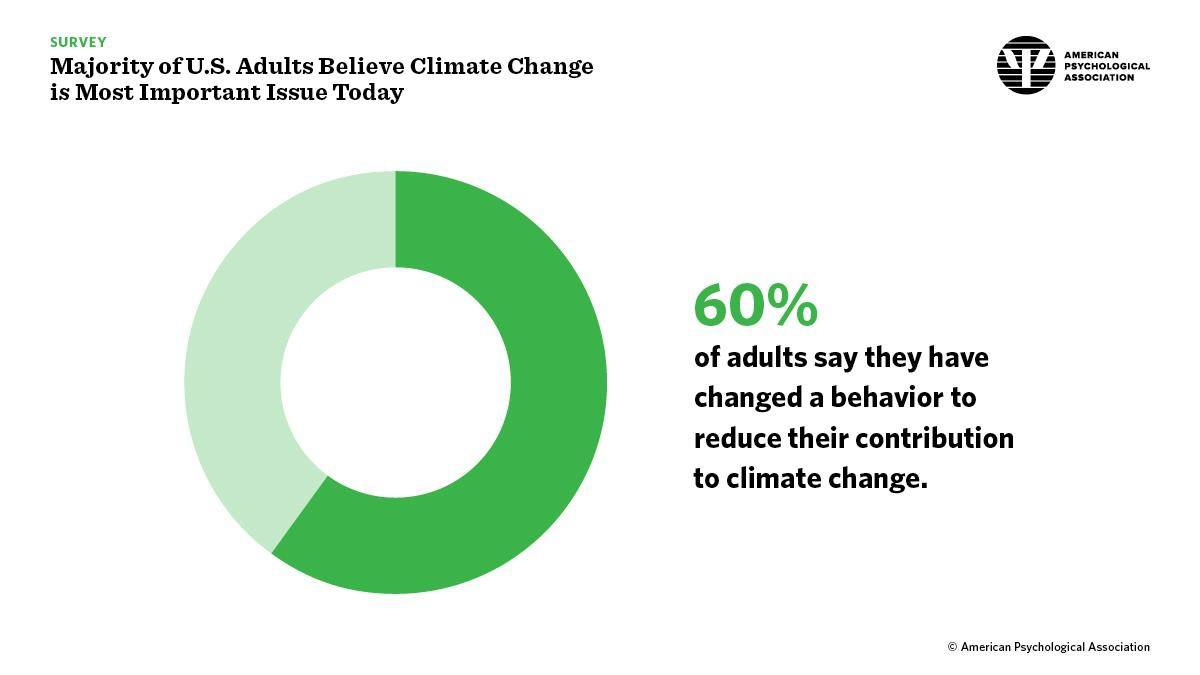 SURVEY
Majority of U.S. Adults Believe Climate Change
is Most Important Issue Today
AMERICAN
PSYCHOLOGICAL
ASSOCIATION
60%
of adults say they have
changed a behavior to
reduce their contribution
to climate change.
© American Psychological Association